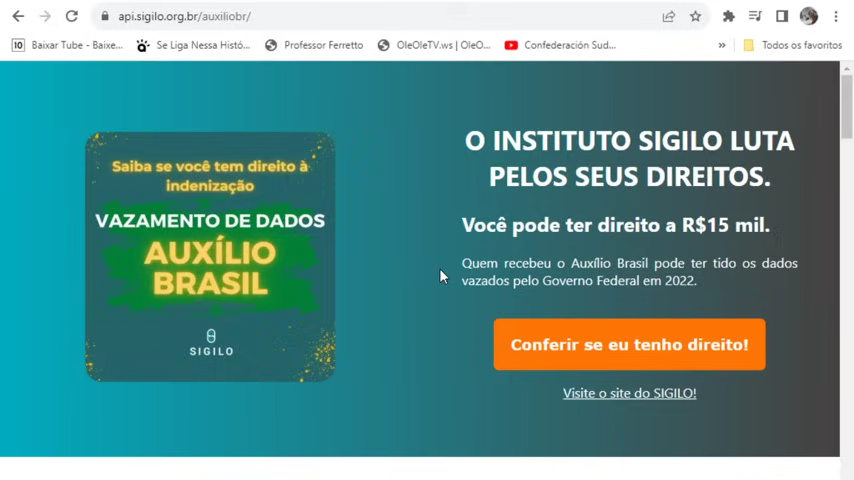 api.sigilo.org.br/auxiliobr/
Baixar Tube - Baixe...
Se Liga Nessa Histó...
Professor Ferretto
OleOleTV.ws | OleO...
Confederación Sud...
»
Todos os favoritos
Saiba se você tem direito à
indenização
VAZAMENTO DE DADOS
AUXÍLIO
BRASIL
SIGILO
O INSTITUTO SIGILO LUTA
PELOS SEUS DIREITOS.
Você pode ter direito a R$15 mil.
Quem recebeu o Auxílio Brasil pode ter tido os dados
vazados pelo Governo Federal em 2022.
Conferir se eu tenho direito!
Visite o site do SIGILO!